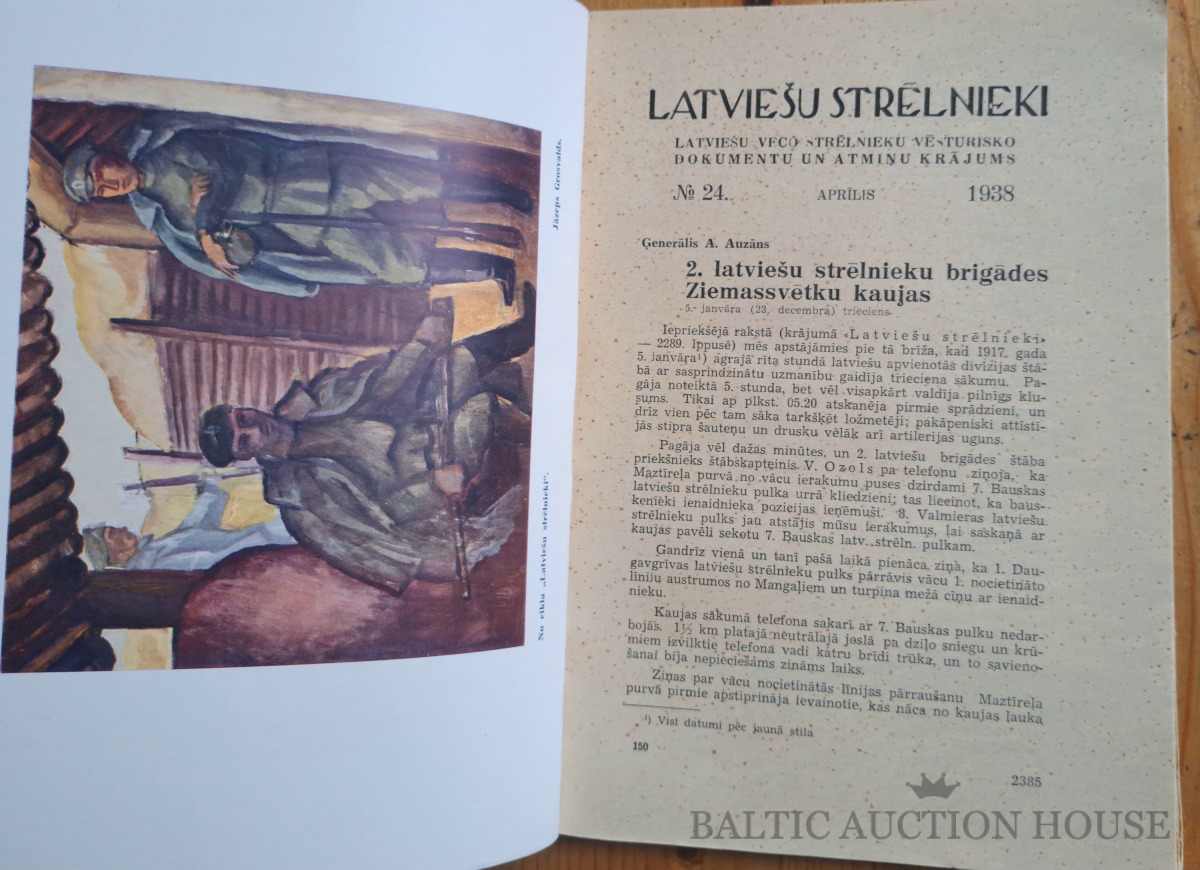 No cikla „Latviešu strēlnieki“.
Jāzeps Grosvalds.
LATVIEŠU STRĒLNIEKI
LATVIEŠU VECO STRĒLNIEKU VĒSTURISKO
DOKUMENTU UN ATMIŅU KRĀJUMS
№ 24. APRĪLIS 1938
Ģenerālis A. Auzāns
2. latviešu strēlnieku brigādes
Ziemassvētku kaujas
5. janvāra (23. decembrā) trieciens
Iepriekšējā rakstā (krājumā «Latviešu strēlnieki»
— 2289. lppusē) mēs apstājāmies pie tā brīža, kad 1917. gada
5. janvāra¹) agrajā rīta stundā latviešu apvienotās divīzijas štā-
bā ar sasprindzinātu uzmanību gaidīja trieciena sākumu. Pa-
gāja noteiktā 5. stunda, bet vēl visapkārt valdīja pilnīgs klu-
sums. Tikai ap plkst. 05.20 atskanēja pirmie sprādzieni, un
drīz vien pēc tam sāka tarkšķēt ložmetēji; pakāpeniski attīstī-
jās stiprā šauteņu un drusku vēlāk arī artilerijas uguns.
Pagāja vēl dažas minūtes, un 2. latviešu brigādes štāba
priekšnieks štābskapteinis V. Ozols pa telefonu ziņoja, ka
Maztīreļa purvā no vācu ierakumu puses dzirdami 7. Bauskas
latviešu strēlnieku pulka urrā kliedzieni; tas liecinot, ka baus-
kenieki ienaidnieka pozicijas ieņēmuši. 8. Valmieras latviešu
strēlnieku pulks jau atstājis mūsu ierakumus, lai saskaņā ar
kaujas pavēli sekotu 7. Bauskas latv. strēln. pulkam.
Gandrīz vienā un tanī pašā laikā pienāca ziņa, ka 1. Dau-
gavgrīvas latviešu strēlnieku pulks pārrāvis vācu 1. nocietināto
līniju austrumos no Mangaļiem un turpina mežā cīņu ar ienaid-
nieku.
Kaujas sākumā telefona sakari ar 7. Bauskas pulku nedar-
bojās. 1½ km platajā neutrālajā joslā pa dziļo sniegu un krū-
miem izvilktie telefona vadi katru brīdi trūka, un to savieno-
šanai bija nepieciešams zināms laiks.
Ziņas par vācu nocietinātās līnijas pārraušanu Maztīreļa
purvā pirmie apstiprināja ievainotie, kas nāca no kaujas lauka
¹) Visi datumi pēc jaunā stila
150
2385
BALTIC AUCTION HOUSE